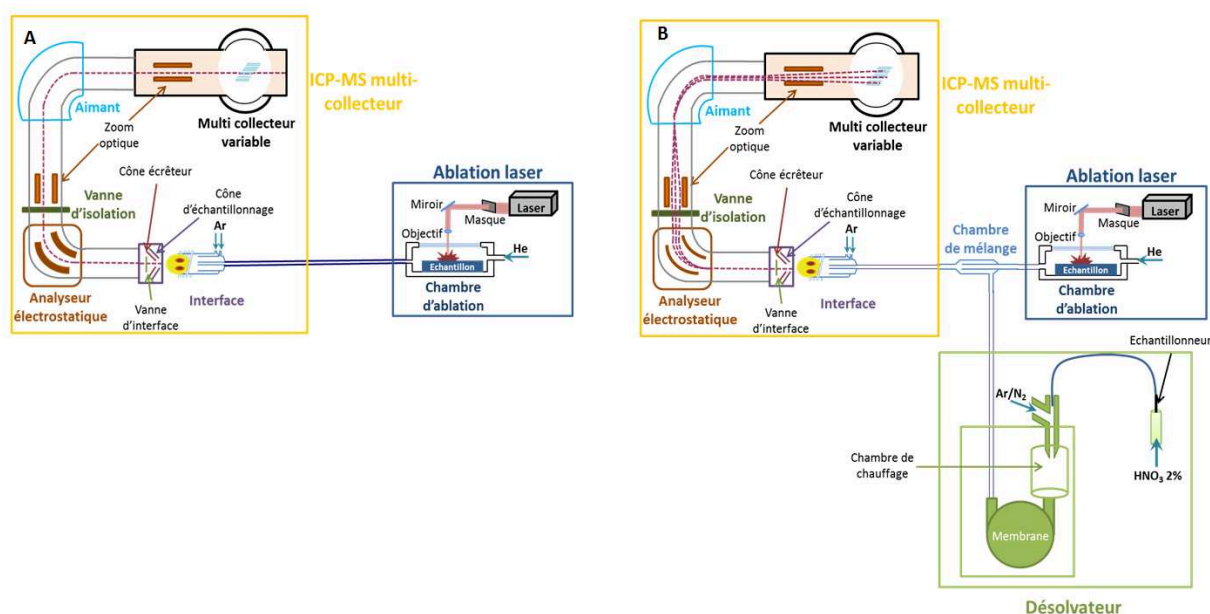 A
Aimant
ICP-MS multi-
collecteur
Multi collecteur
variable
Zoom
optique
Cône écrêteur
Vanne
d'isolation
Cône
d'échantillonnage
Ar
Analyseur
électrostatique
Interface
Vanne
d'interface
Ablation laser
Miroir
Laser
Masque
Objectif
He
Echantillon
Chambre
d'ablation
B
Aimant
ICP-MS multi-
collecteur
Multi collecteur
variable
Zoom
optique
Cône écrêteur
Vanne
d'isolation
Cône
d'échantillonnage
Ar
Analyseur
électrostatique
Interface
Vanne
d'interface
Chambre
de mélange
Ablation laser
Miroir
Laser
Masque
Objectif
He
Echantillon
Chambre
d'ablation
Echantillonneur
Ar/N₂
Chambre de
chauffage
HNO₃ 2%
Membrane
Désolvateur